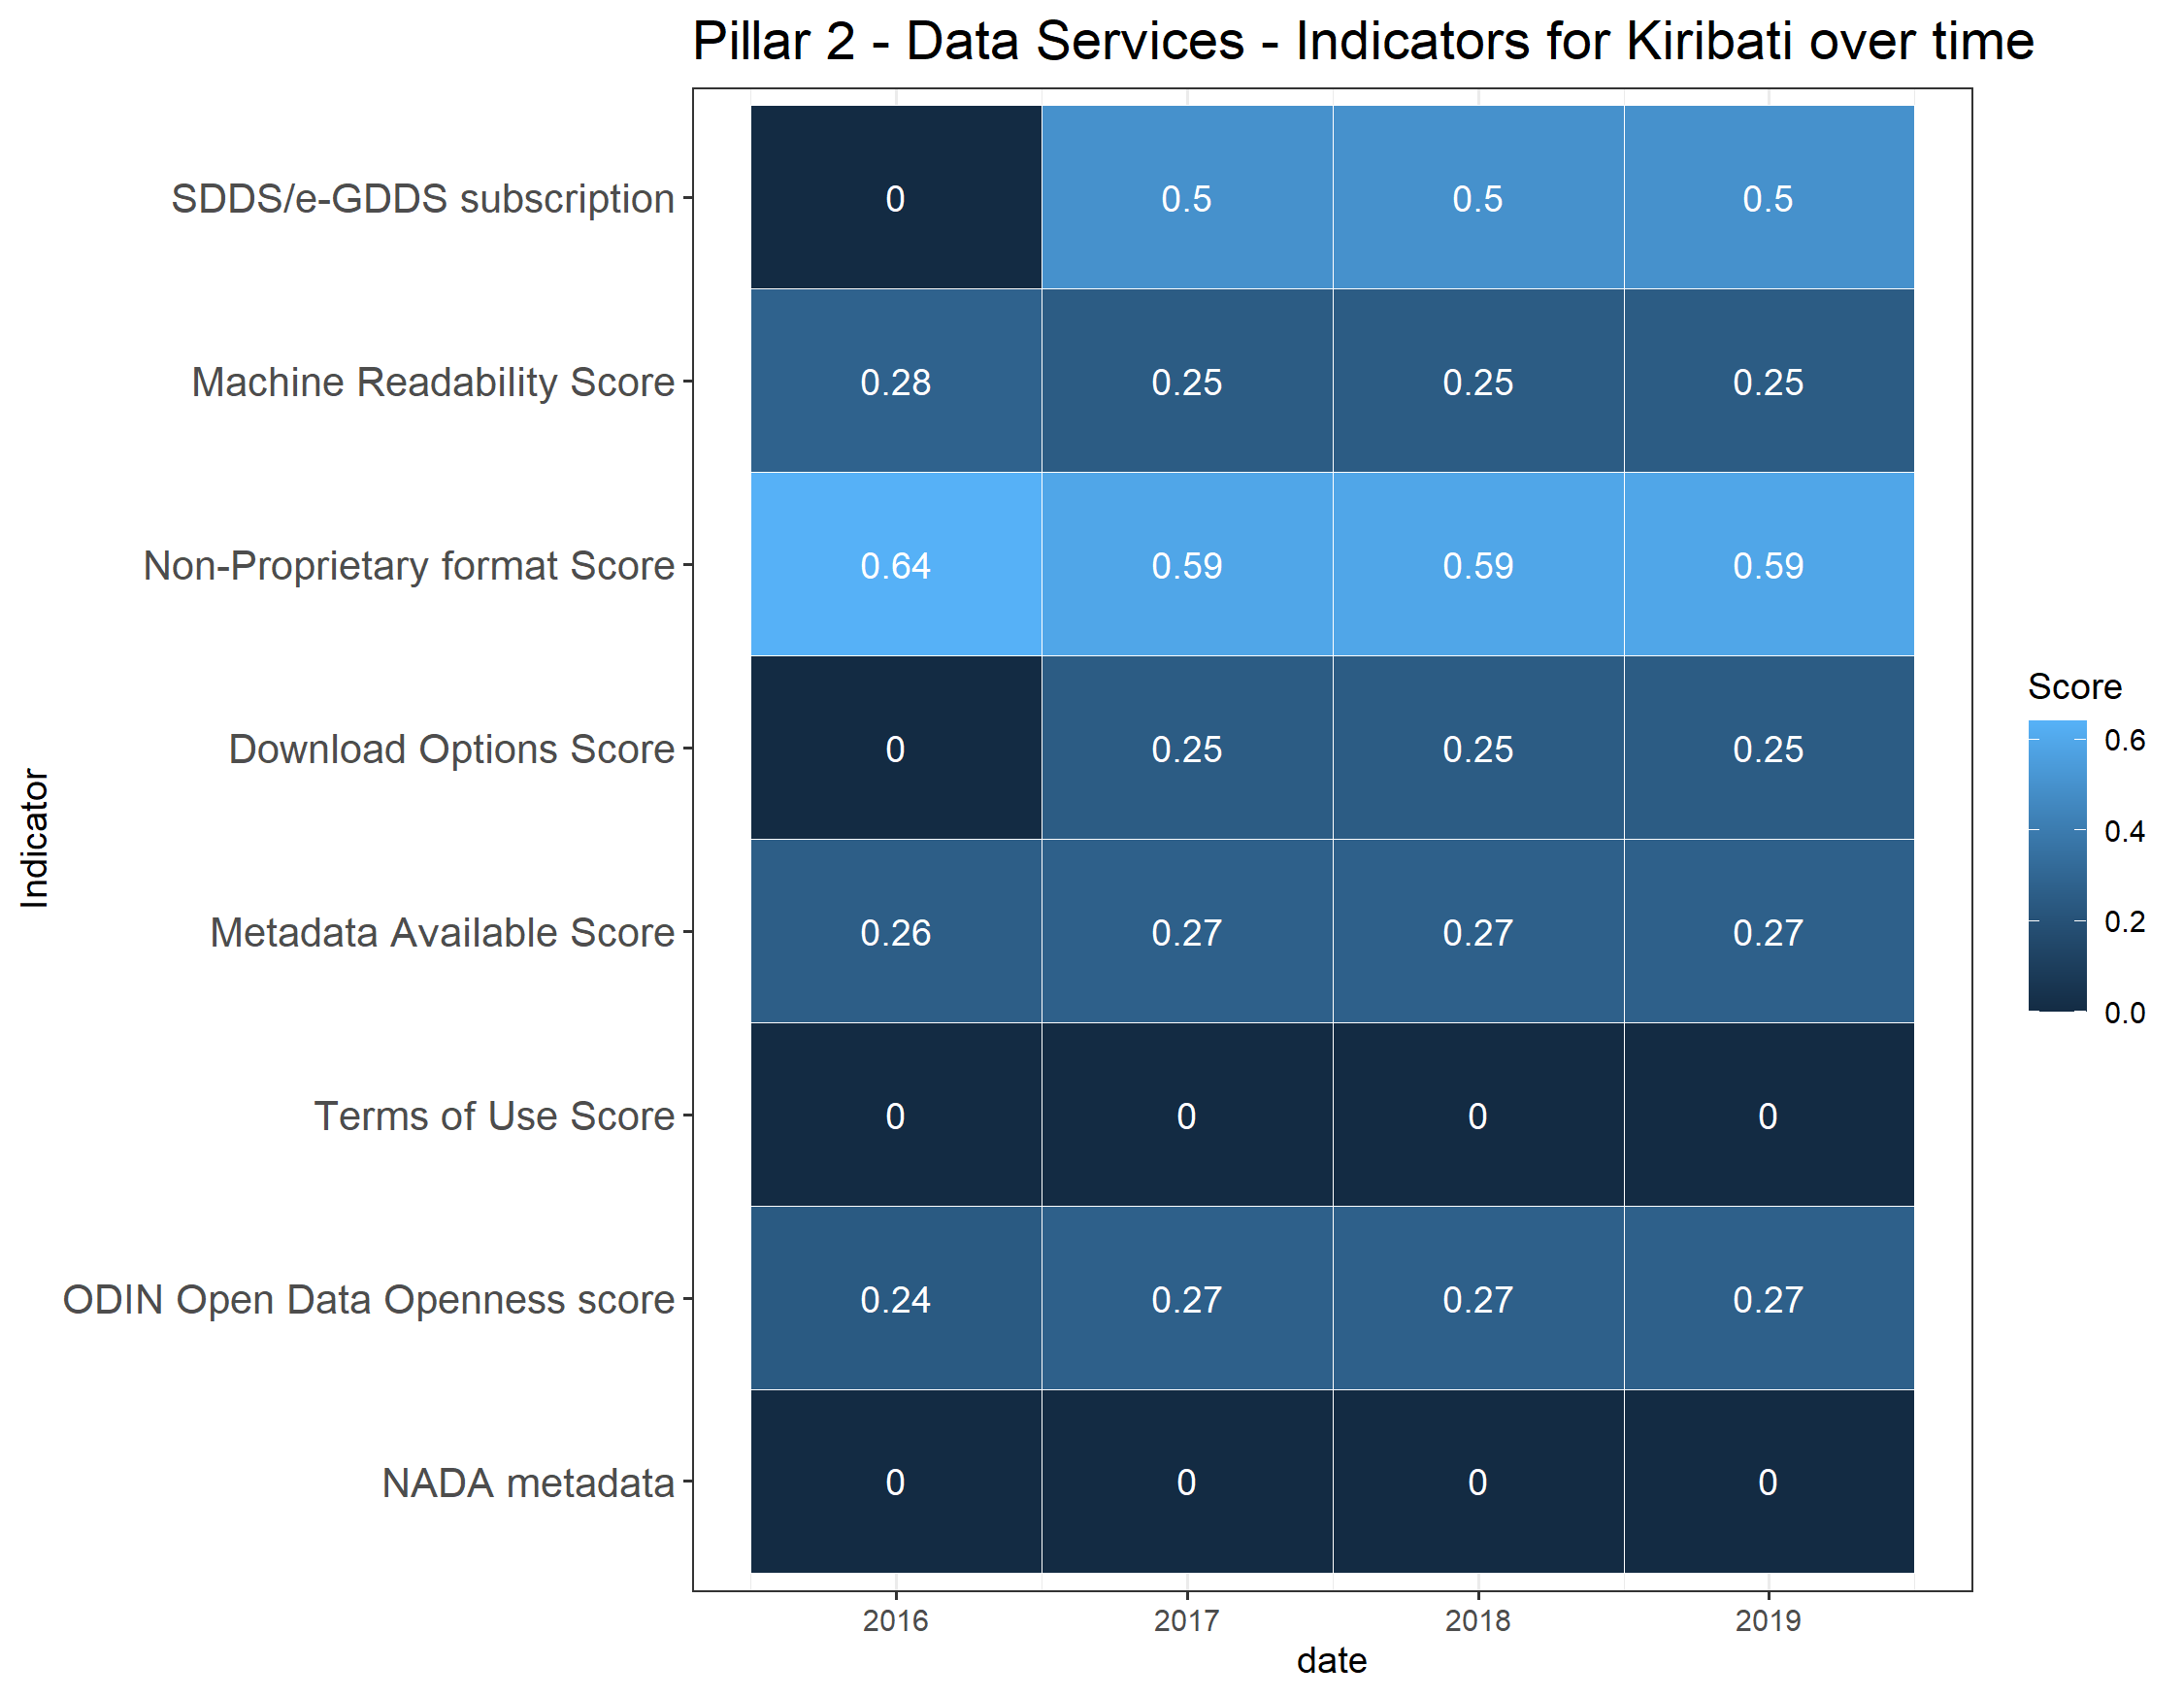 Pillar 2 - Data Services - Indicators for Kiribati over time
Indicator
SDDS/e-GDDS subscription 0 0.5 0.5 0.5
Machine Readability Score 0.28 0.25 0.25 0.25
Non-Proprietary format Score 0.64 0.59 0.59 0.59
Download Options Score 0 0.25 0.25 0.25
Metadata Available Score 0.26 0.27 0.27 0.27
Terms of Use Score 0 0 0 0
ODIN Open Data Openness score 0.24 0.27 0.27 0.27
NADA metadata 0 0 0 0
2016 2017 2018 2019
date
Score
0.6
0.4
0.2
0.0